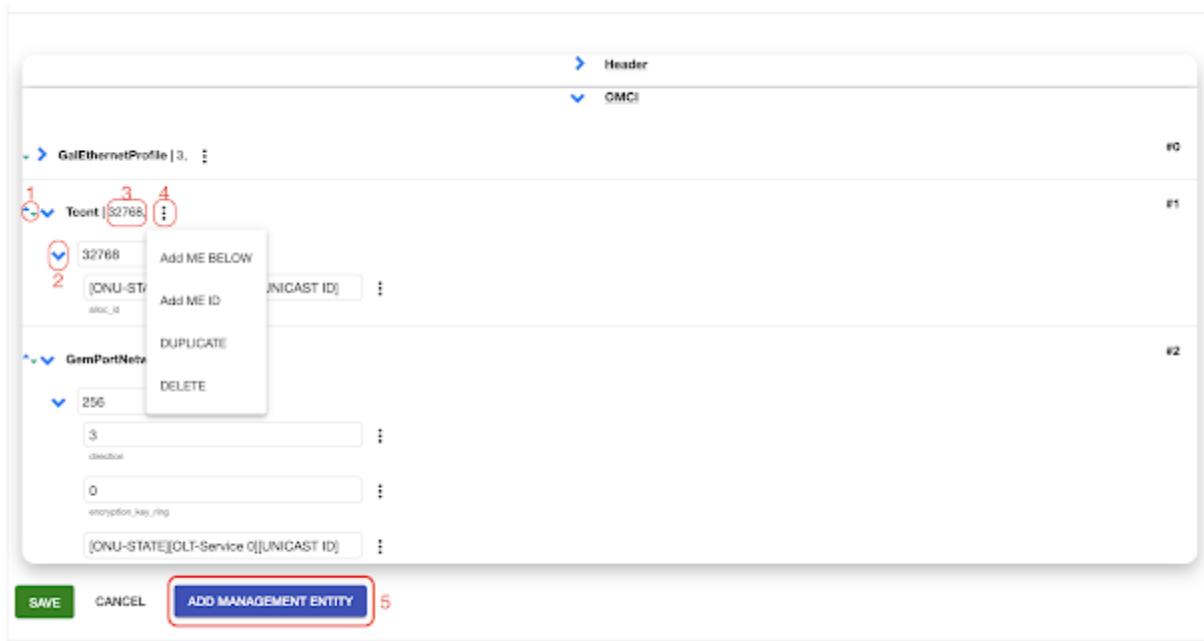 Header
OMCI
GalEthernetProfile | 3,
#0
1
3
4
Tcont | 32768,
#1
32768
Add ME BELOW
2
[ONU-STA
UNICAST ID]
Add ME ID
alloc_id
DUPLICATE
GemPortNetw
#2
DELETE
256
3
direction
0
encryption_key_ring
[ONU-STATE][OLT-Service 0][UNICAST ID]
SAVE
CANCEL
ADD MANAGEMENT ENTITY
5